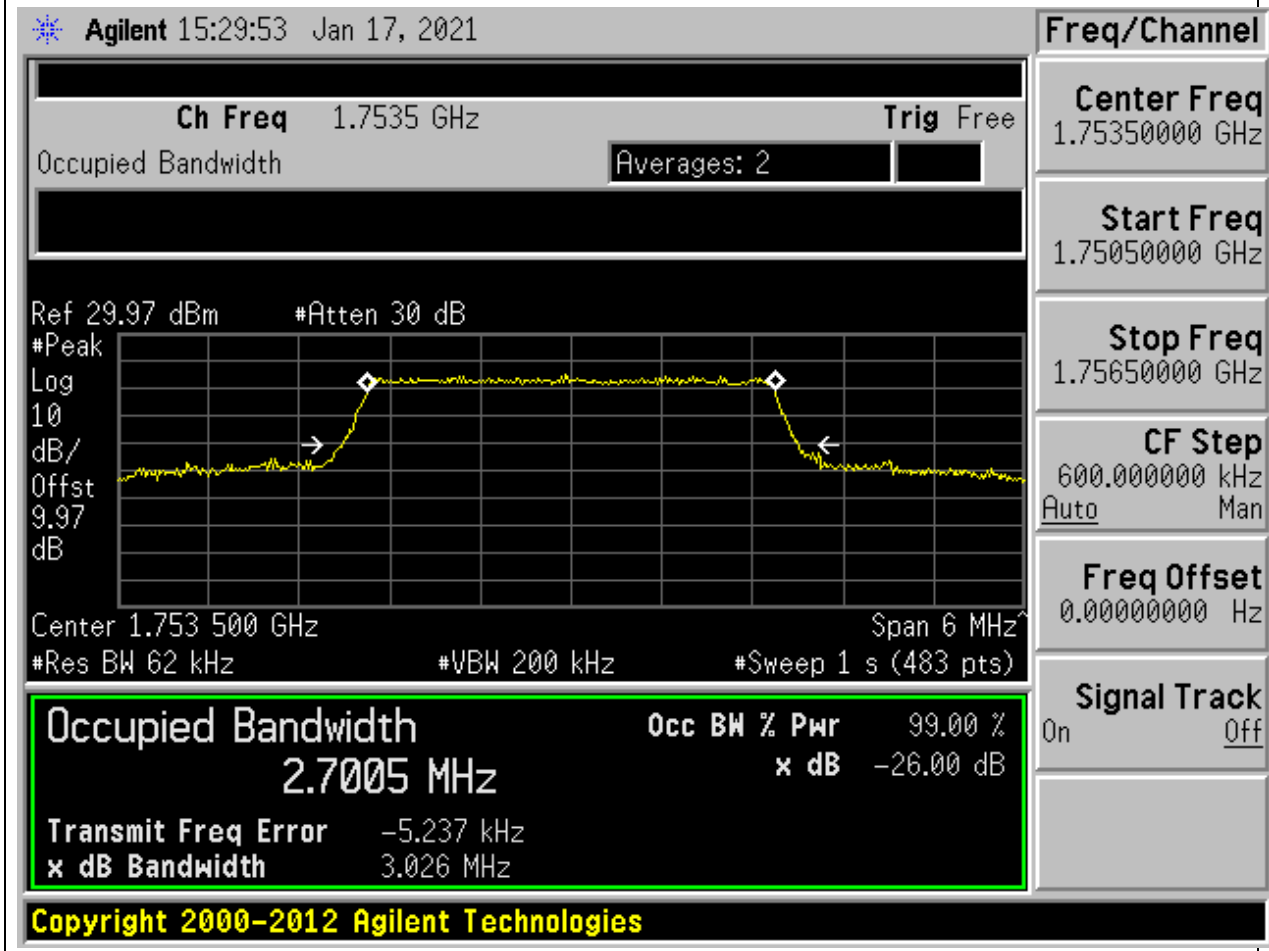 Agilent 15:29:53 Jan 17, 2021
Ch Freq 1.7535 GHz Trig Free
Occupied Bandwidth Averages: 2
Ref 29.97 dBm #Atten 30 dB
#Peak
Log
10
dB/
Offst
9.97
dB
Center 1.753 500 GHz Span 6 MHz^
#Res BW 62 kHz #VBW 200 kHz #Sweep 1 s (483 pts)
Occupied Bandwidth
2.7005 MHz
Occ BW % Pwr 99.00 %
x dB -26.00 dB
Transmit Freq Error -5.237 kHz
x dB Bandwidth 3.026 MHz
Copyright 2000-2012 Agilent Technologies
Freq/Channel
Center Freq
1.75350000 GHz
Start Freq
1.75050000 GHz
Stop Freq
1.75650000 GHz
CF Step
600.000000 kHz
Auto Man
Freq Offset
0.00000000 Hz
Signal Track
On Off